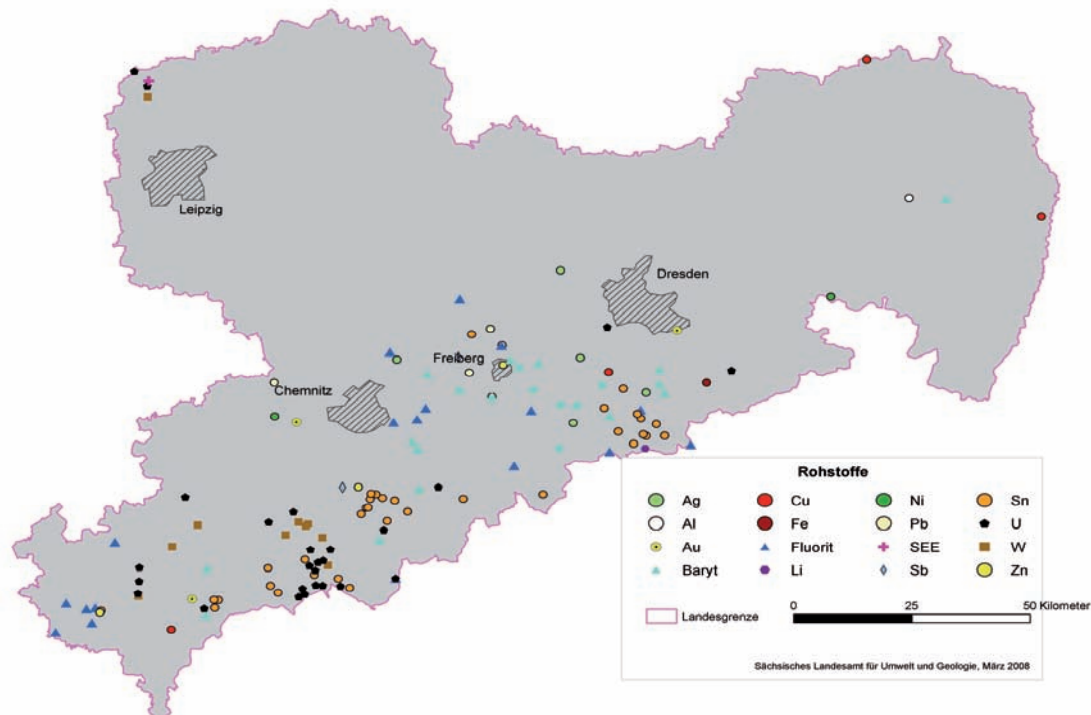 Leipzig
Dresden
Freiberg
Chemnitz
Rohstoffe
Ag Cu Ni Sn
Al Fe Pb U
Au Fluorit SEE W
Baryt Li Sb Zn
Landesgrenze
0 25 50 Kilometer
Sächsisches Landesamt für Umwelt und Geologie, März 2008